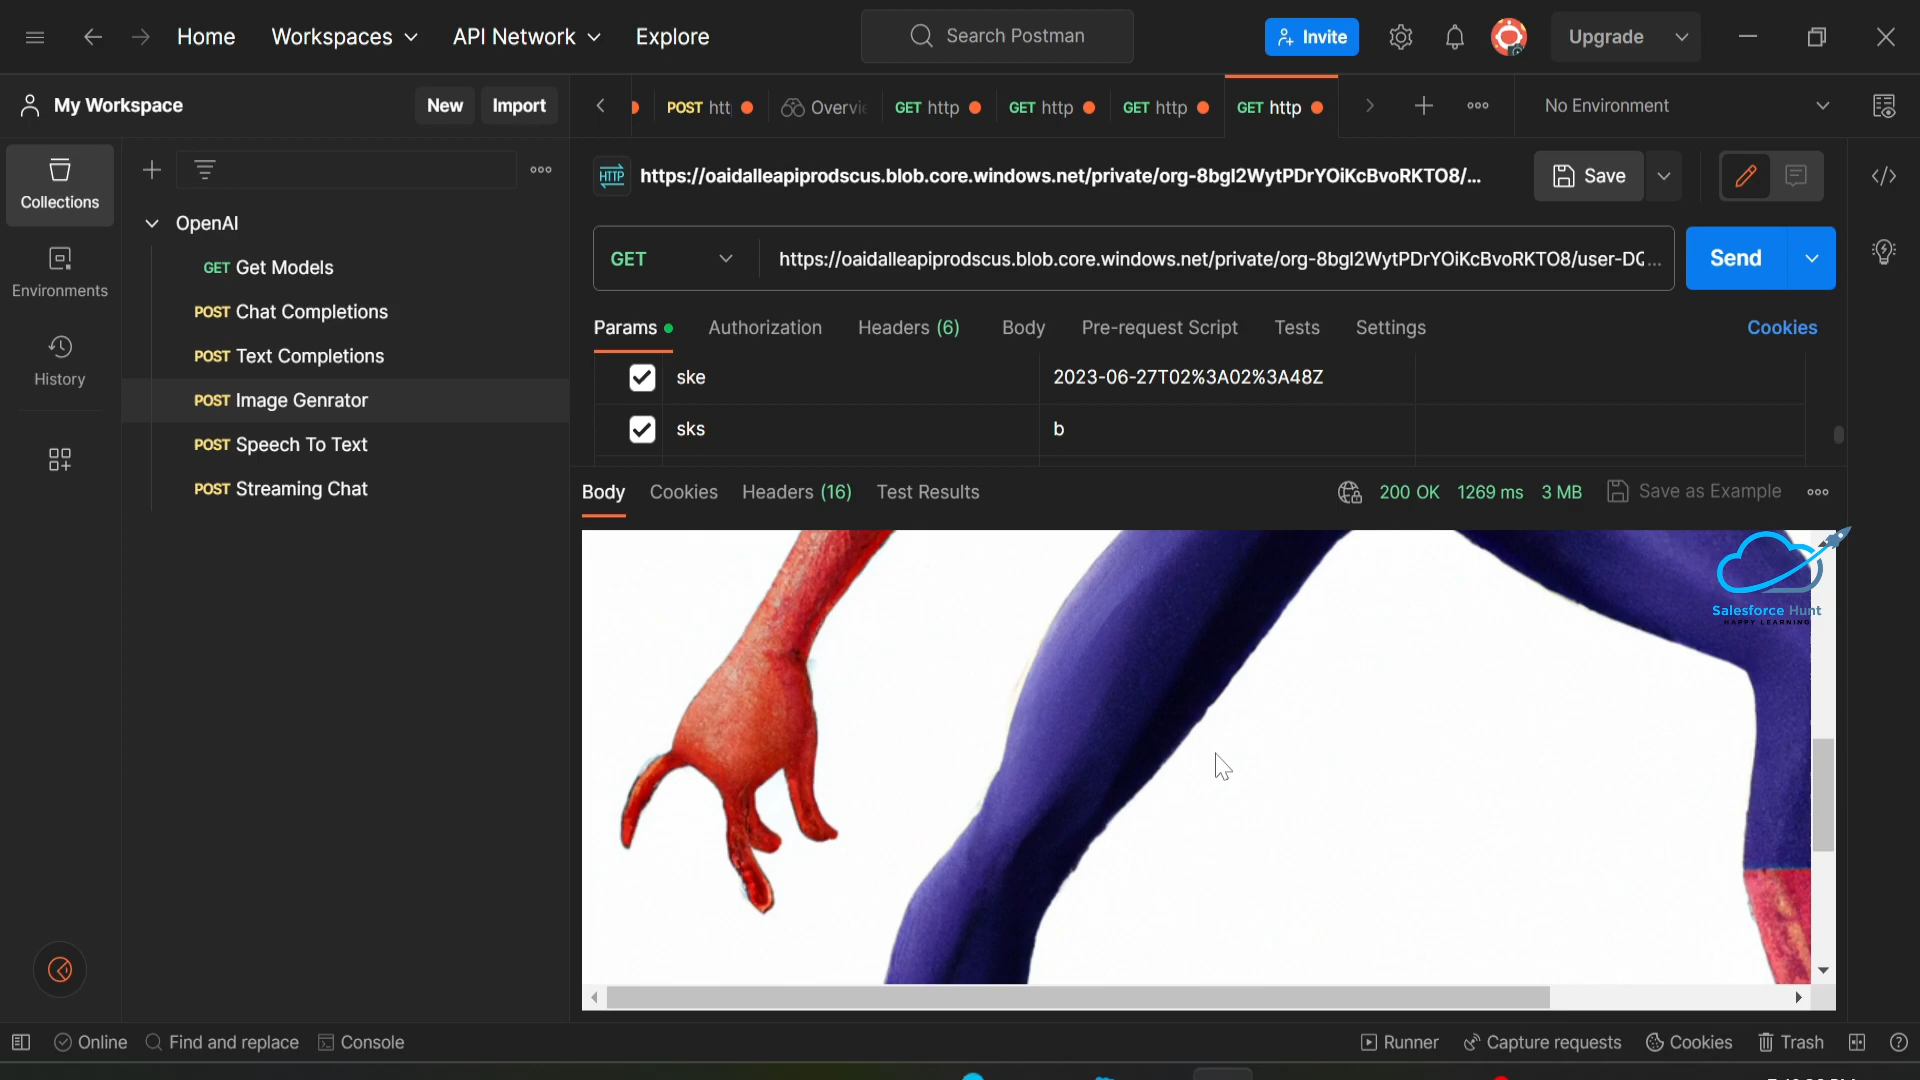 Home
Workspaces
API Network
Explore
Search Postman
Invite
Upgrade
My Workspace
New
Import
POST htt
Overvie
GET http
GET http
GET http
GET http
No Environment
Collections
Environments
History
OpenAI
GET Get Models
POST Chat Completions
POST Text Completions
POST Image Genrator
POST Speech To Text
POST Streaming Chat
HTTP
https://oaidalleapiprodscus.blob.core.windows.net/private/org-8bgl2WytPDrYOiKcBvoRKTO8/...
Save
GET
https://oaidalleapiprodscus.blob.core.windows.net/private/org-8bgl2WytPDrYOiKcBvoRKTO8/user-DC...
Send
Params
Authorization
Headers (6)
Body
Pre-request Script
Tests
Settings
Cookies
ske
2023-06-27T02%3A02%3A48Z
sks
b
Body
Cookies
Headers (16)
Test Results
200 OK
1269 ms
3 MB
Save as Example
Salesforce Hunt
HAPPY LEARNING
Online
Find and replace
Console
Runner
Capture requests
Cookies
Trash